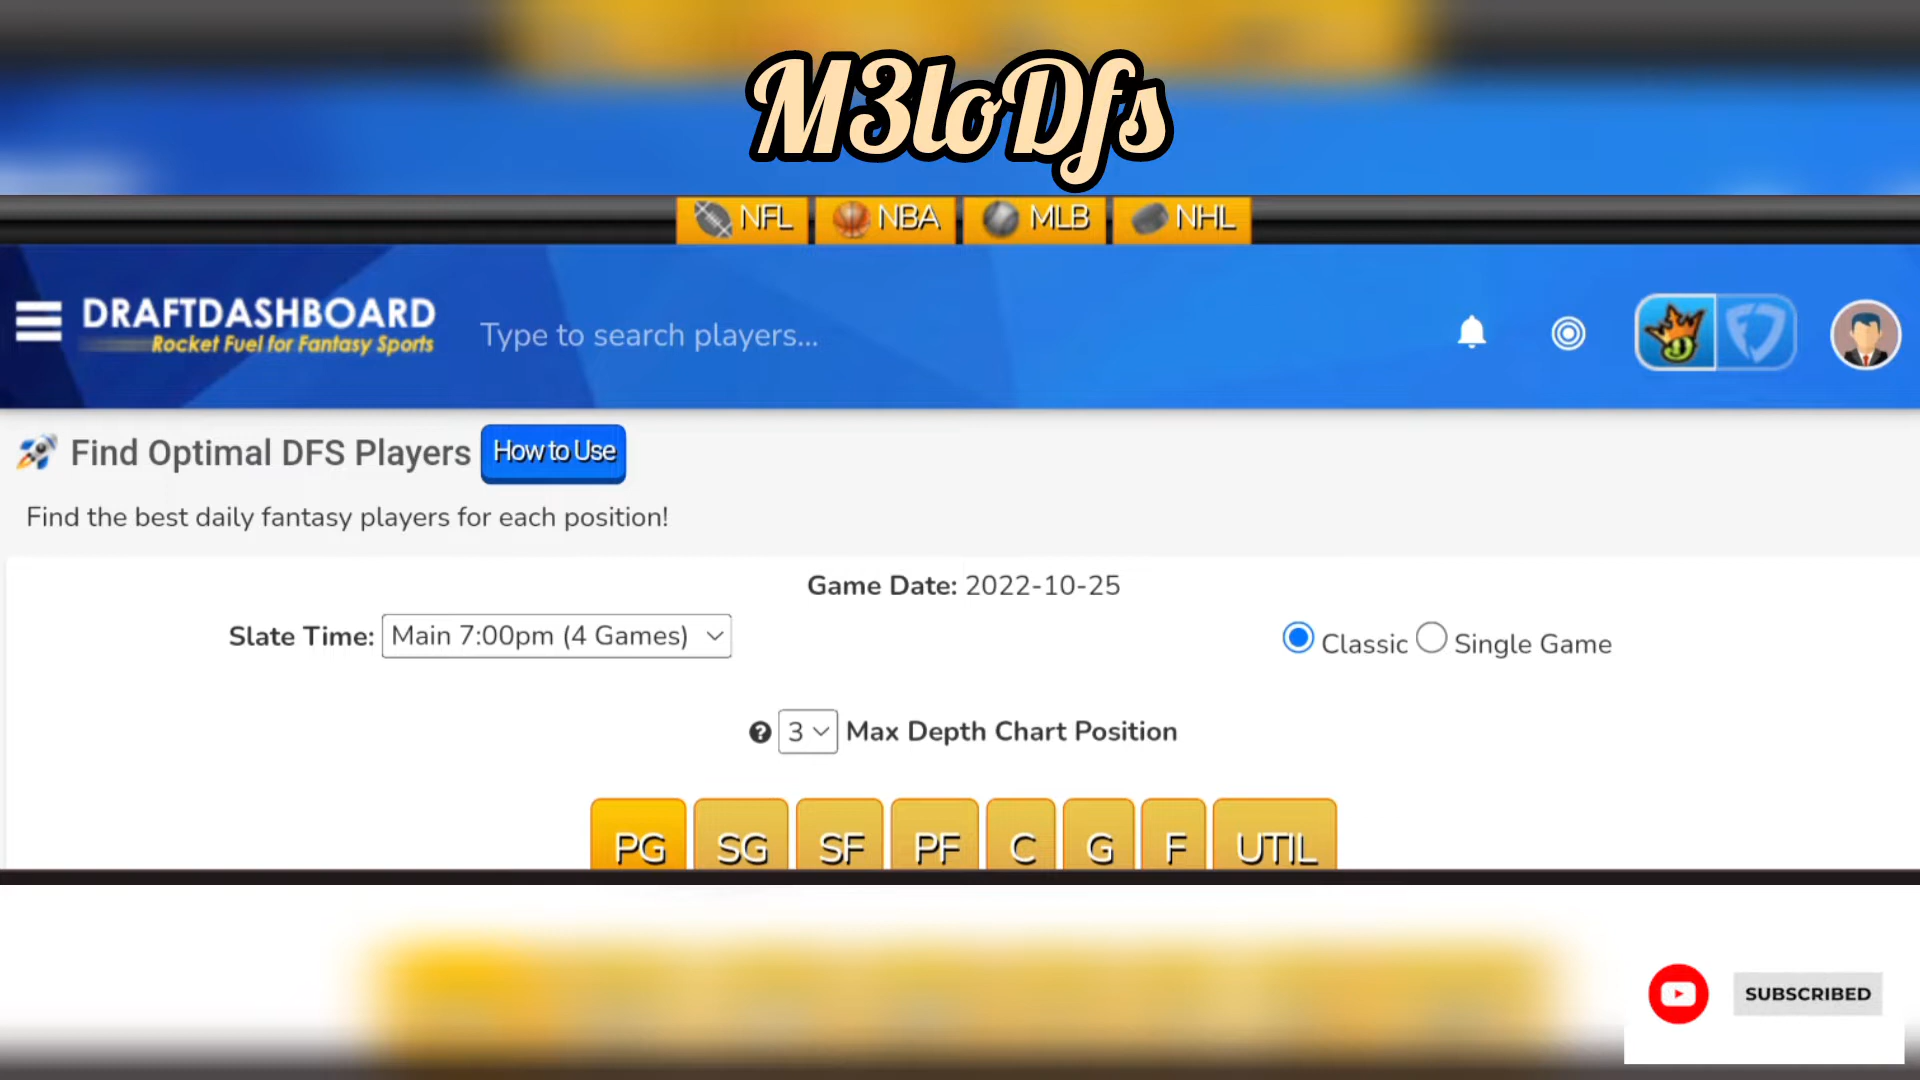 M3loDfs
NFL NBA MLB NHL
DRAFTDASHBOARD
Rocket Fuel for Fantasy Sports
Type to search players...
Find Optimal DFS Players How to Use
Find the best daily fantasy players for each position!
Game Date: 2022-10-25
Slate Time: Main 7:00pm (4 Games)
Classic Single Game
3 Max Depth Chart Position
PG SG SF PF C G F UTIL
SUBSCRIBED